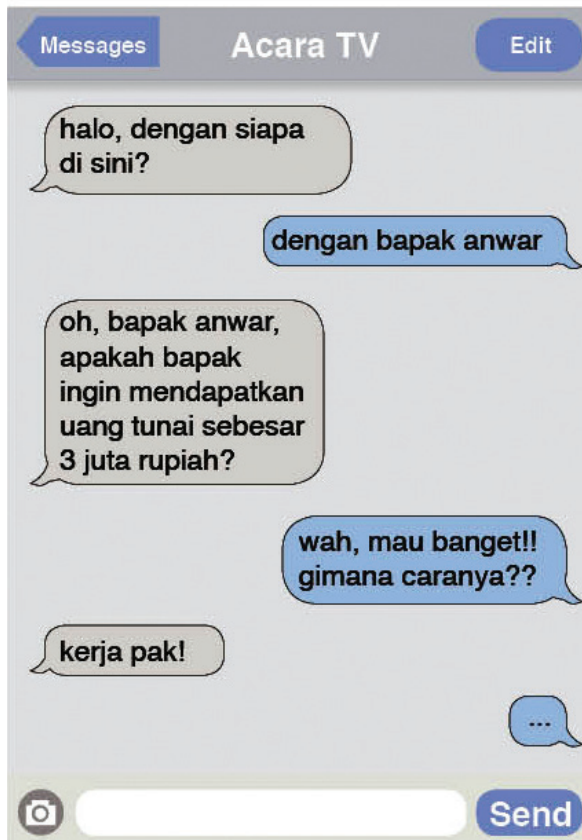 Messages
Acara TV
Edit
halo, dengan siapa
di sini?
dengan bapak anwar
oh, bapak anwar,
apakah bapak
ingin mendapatkan
uang tunai sebesar
3 juta rupiah?
wah, mau banget!!
gimana caranya??
kerja pak!
...
Send